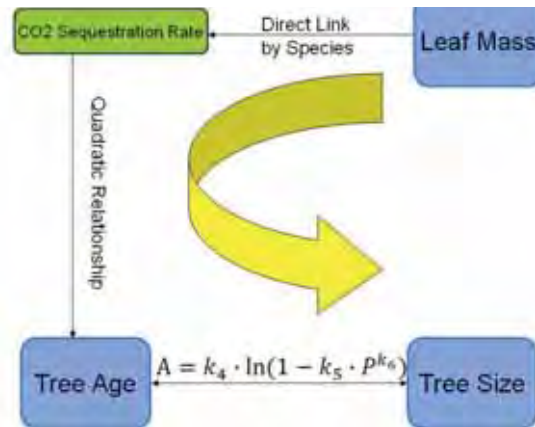 CO2 Sequestration Rate
Direct Link
by Species
Leaf Mass
Quadratic Relationship
Tree Age
A = k₄ · ln(1 − k₅ · P^{k₆})
Tree Size